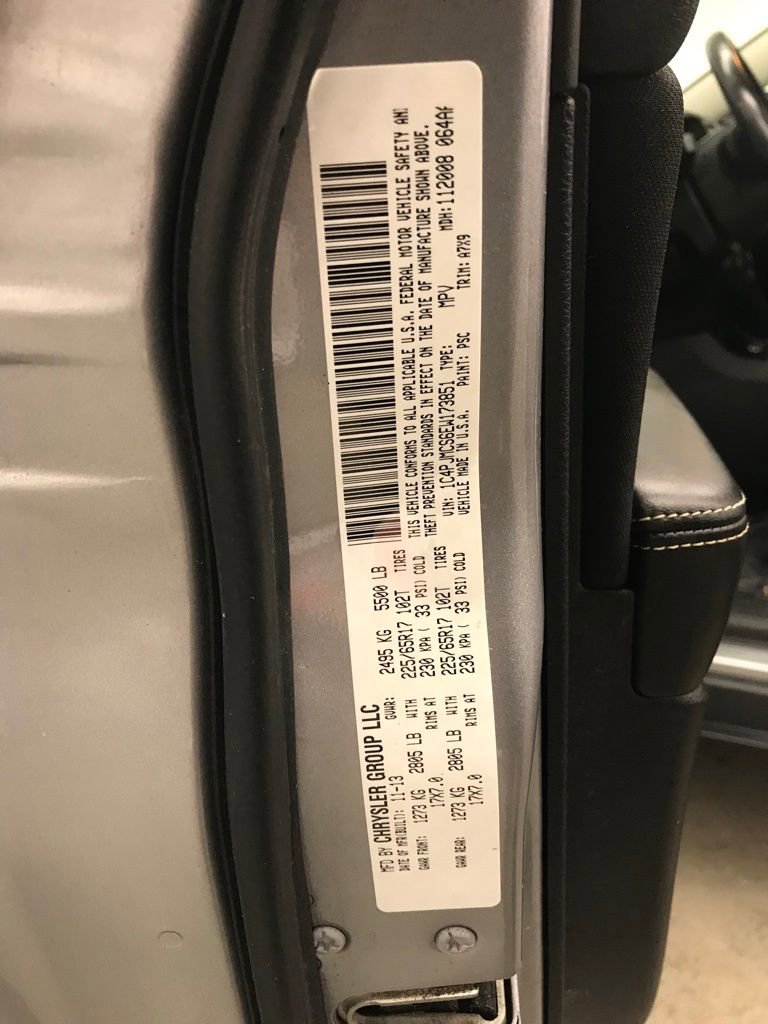 MFD BY CHRYSLER GROUP LLC
DATE OF MFR(BUILT): 11-13 GVWR: 2495 KG 5500 LB
GAWR FRONT: 1273 KG 2805 LB WITH 225/65R17 102T TIRES
17X7.0 RIMS AT 230 KPA ( 33 PSI) COLD
GAWR REAR: 1273 KG 2805 LB WITH 225/65R17 102T TIRES
17X7.0 RIMS AT 230 KPA ( 33 PSI) COLD
THIS VEHICLE CONFORMS TO ALL APPLICABLE U.S.A. FEDERAL MOTOR VEHICLE SAFETY AND
THEFT PREVENTION STANDARDS IN EFFECT ON THE DATE OF MANUFACTURE SHOWN ABOVE.
VIN: 1C4PJMCS6EW173851 TYPE: MPV MDH: 112008 064AA
VEHICLE MADE IN U.S.A. PAINT: PSC TRIM: A7X9